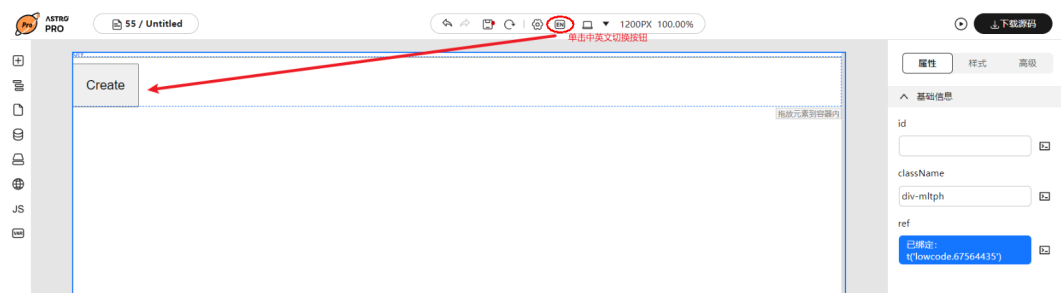 Pro
ASTRO
PRO
55 / Untitled
EN
1200PX 100.00%
下载源码
单击中英文切换按钮
Create
拖放元素到容器内
JS
VAR
属性
样式
高级
基础信息
id
className
div-mltph
ref
已绑定：
t('lowcode.67564435')